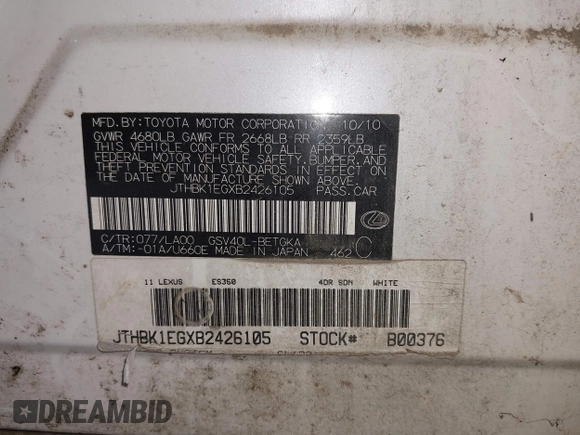 MFD.BY:TOYOTA MOTOR CORPORATION 10/10
GVWR 4680LB GAWR FR 2668LB RR 2359LB
THIS VEHICLE CONFORMS TO ALL APPLICABLE
FEDERAL MOTOR VEHICLE SAFETY, BUMPER, AND
THEFT PREVENTION STANDARDS IN EFFECT ON
THE DATE OF MANUFACTURE SHOWN ABOVE.
JTHBK1EGXB2426105 PASS.CAR
C/TR:077/LA00 GSV40L-BETGKA
A/TM:-01A/U660E MADE IN JAPAN 462 C
11 LEXUS ES350 4DR SDN WHITE
JTHBK1EGXB2426105 STOCK# B00376
DREAMBID